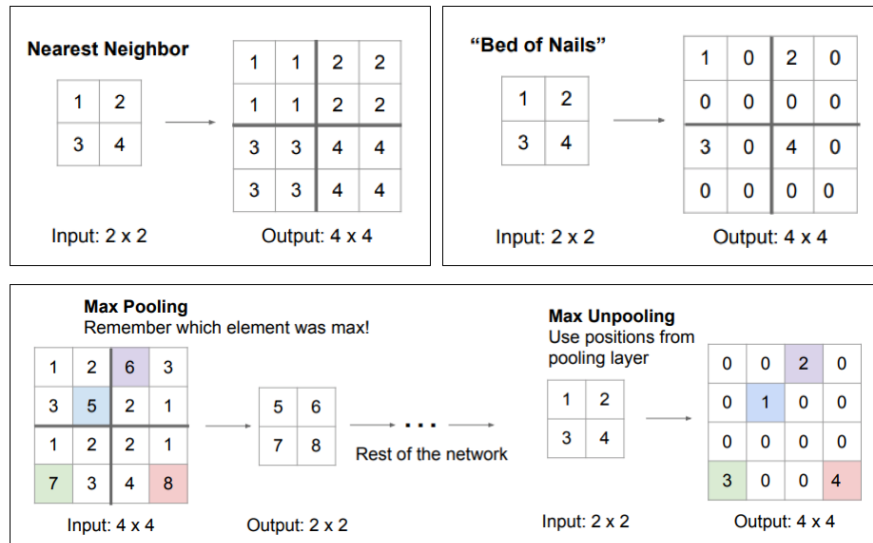 Nearest Neighbor
1 2
3 4
1 1 2 2
1 1 2 2
3 3 4 4
3 3 4 4
Input: 2 x 2
Output: 4 x 4
“Bed of Nails”
1 2
3 4
1 0 2 0
0 0 0 0
3 0 4 0
0 0 0 0
Input: 2 x 2
Output: 4 x 4
Max Pooling
Remember which element was max!
1 2 6 3
3 5 2 1
1 2 2 1
7 3 4 8
Input: 4 x 4
5 6
7 8
Output: 2 x 2
...
Rest of the network
Max Unpooling
Use positions from
pooling layer
1 2
3 4
Input: 2 x 2
0 0 2 0
0 1 0 0
0 0 0 0
3 0 0 4
Output: 4 x 4